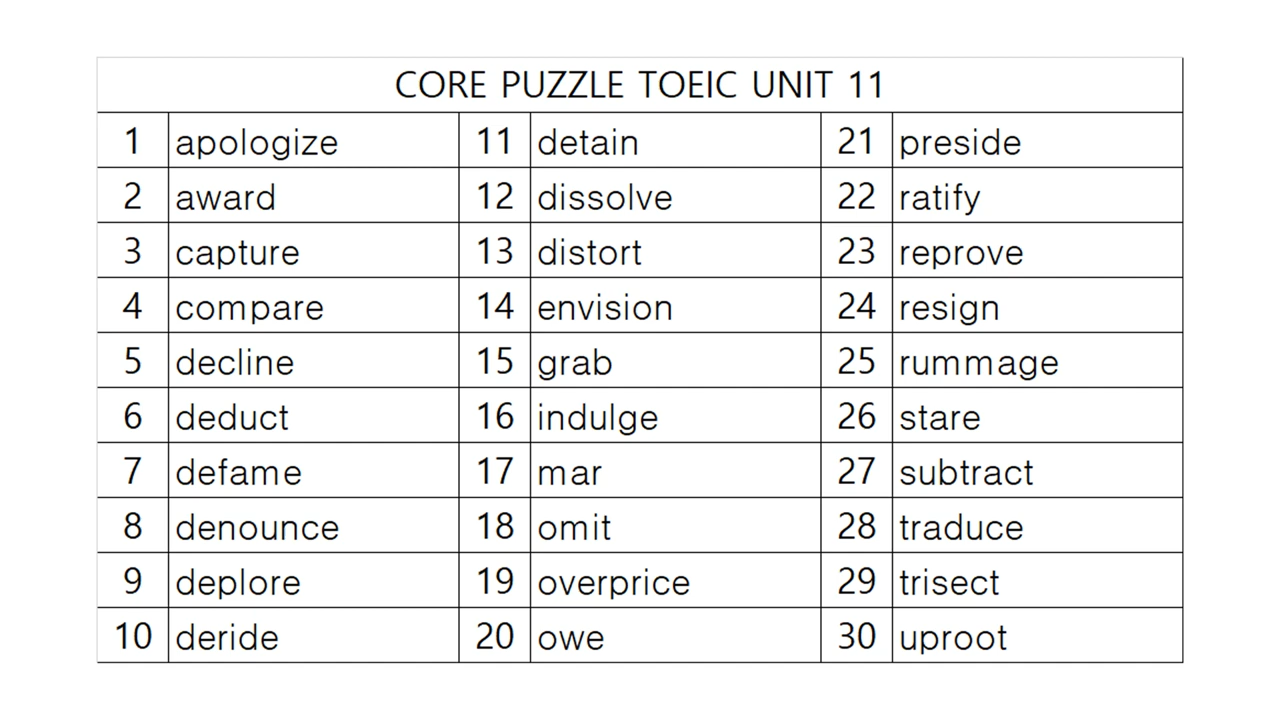 CORE PUZZLE TOEIC UNIT 11
1 apologize 11 detain 21 preside
2 award 12 dissolve 22 ratify
3 capture 13 distort 23 reprove
4 compare 14 envision 24 resign
5 decline 15 grab 25 rummage
6 deduct 16 indulge 26 stare
7 defame 17 mar 27 subtract
8 denounce 18 omit 28 traduce
9 deplore 19 overprice 29 trisect
10 deride 20 owe 30 uproot